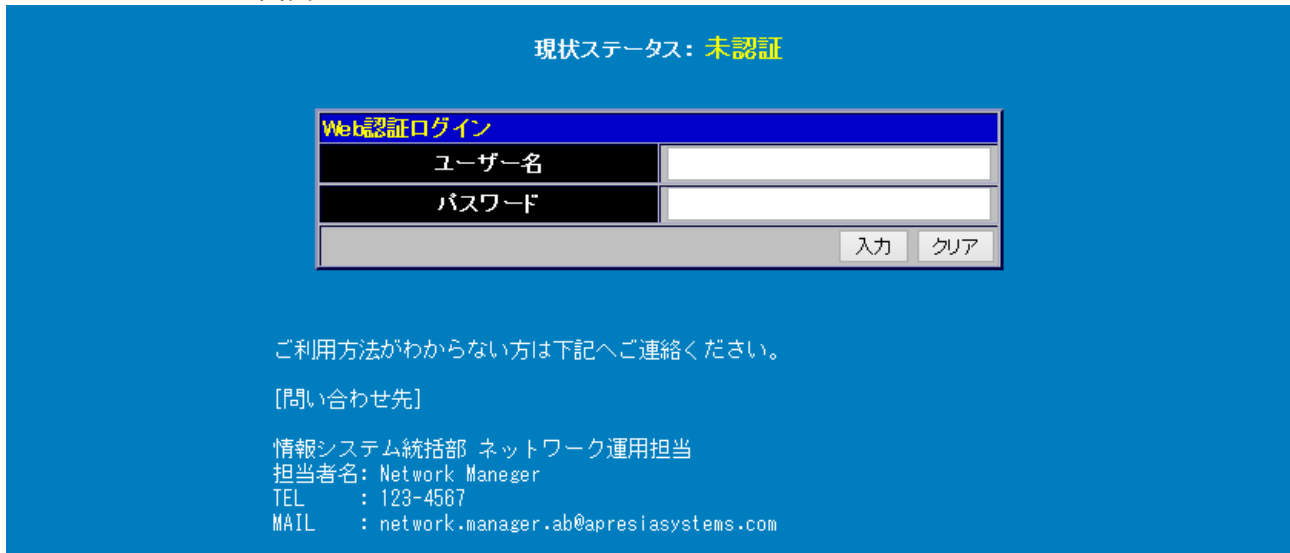 現状ステータス: 未認証
Web認証ログイン
ユーザー名
パスワード
入力 クリア
ご利用方法がわからない方は下記へご連絡ください。
[問い合わせ先]
情報システム統括部 ネットワーク運用担当
担当者名: Network Maneger
TEL : 123-4567
MAIL : network.manager.ab@apresiasystems.com